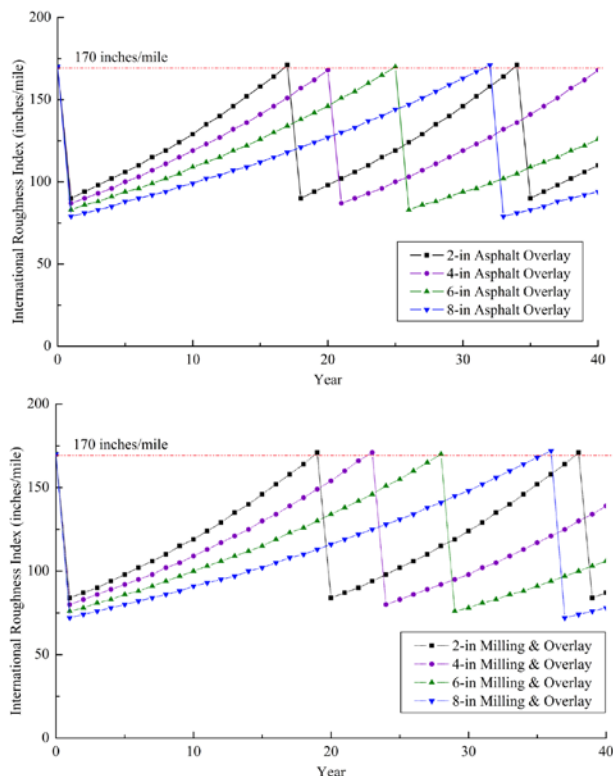 200
170 inches/mile
150
100
50
0
International Roughness Index (inches/mile)
2-in Asphalt Overlay
4-in Asphalt Overlay
6-in Asphalt Overlay
8-in Asphalt Overlay
0 10 20 30 40
Year
200
170 inches/mile
150
100
50
0
International Roughness Index (inches/mile)
2-in Milling & Overlay
4-in Milling & Overlay
6-in Milling & Overlay
8-in Milling & Overlay
0 10 20 30 40
Year